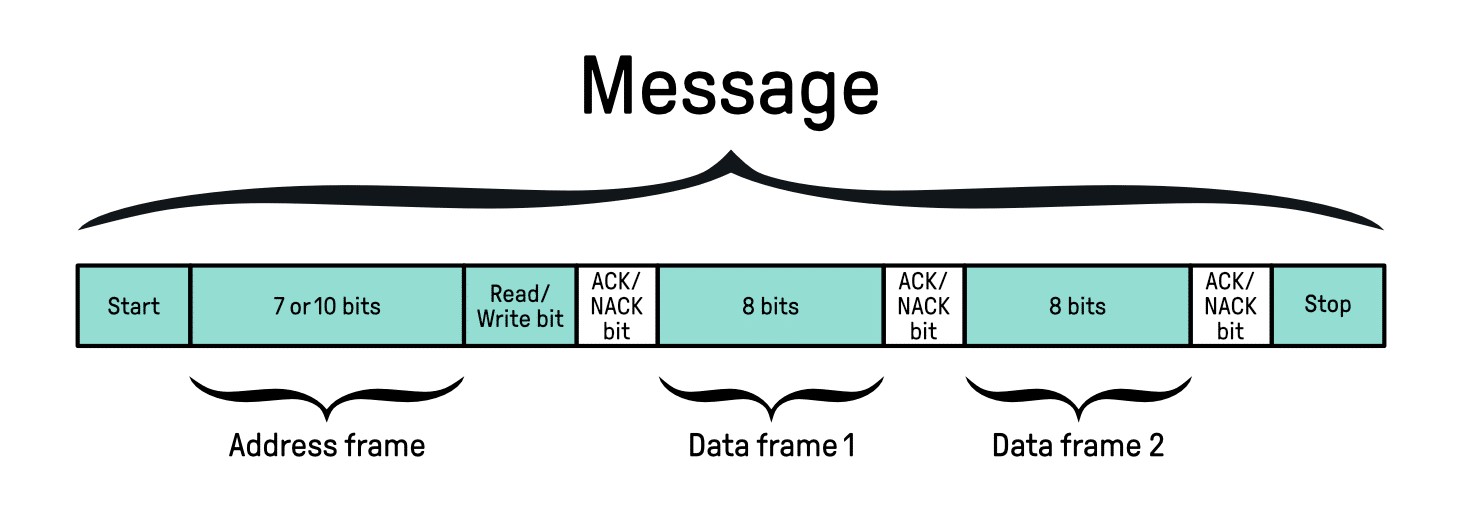 Message
Start
7 or 10 bits
Read/
Write bit
ACK/
NACK
bit
8 bits
ACK/
NACK
bit
8 bits
ACK/
NACK
bit
Stop
Address frame
Data frame 1
Data frame 2